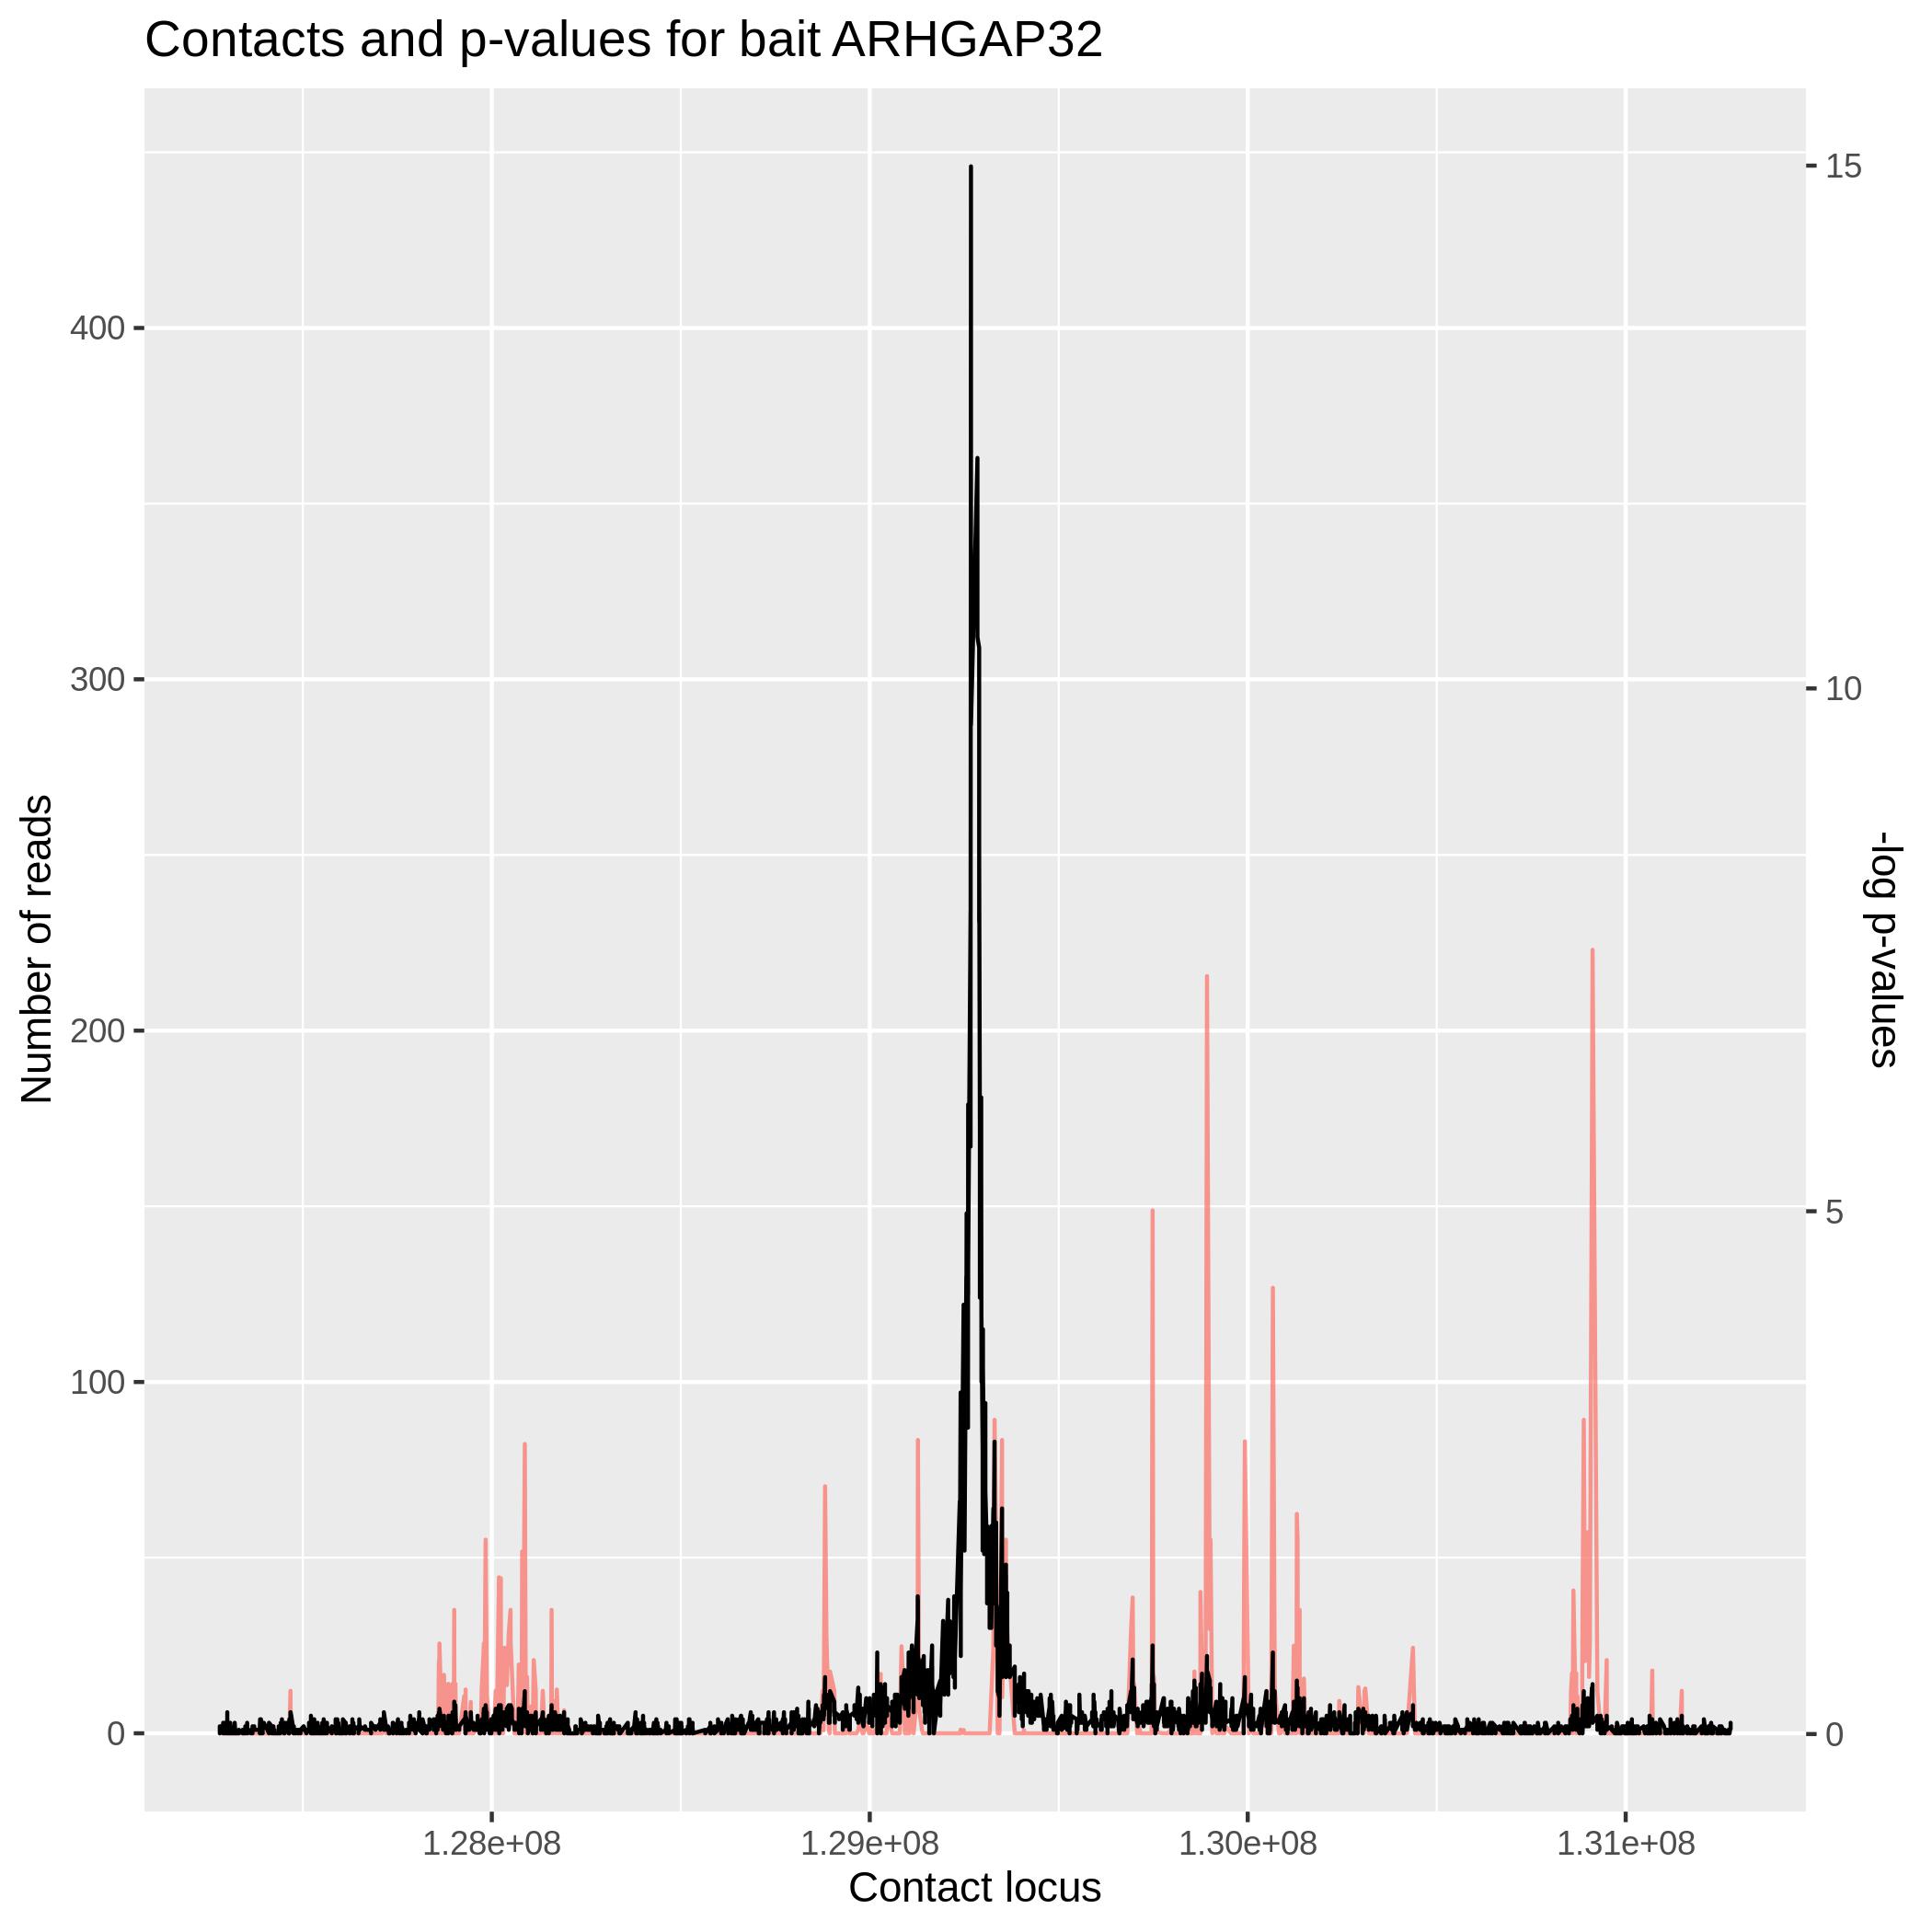 Contacts and p-values for bait ARHGAP32
Number of reads
400
300
200
100
0
15
10
5
0
-log p-values
1.28e+08
1.29e+08
1.30e+08
1.31e+08
Contact locus